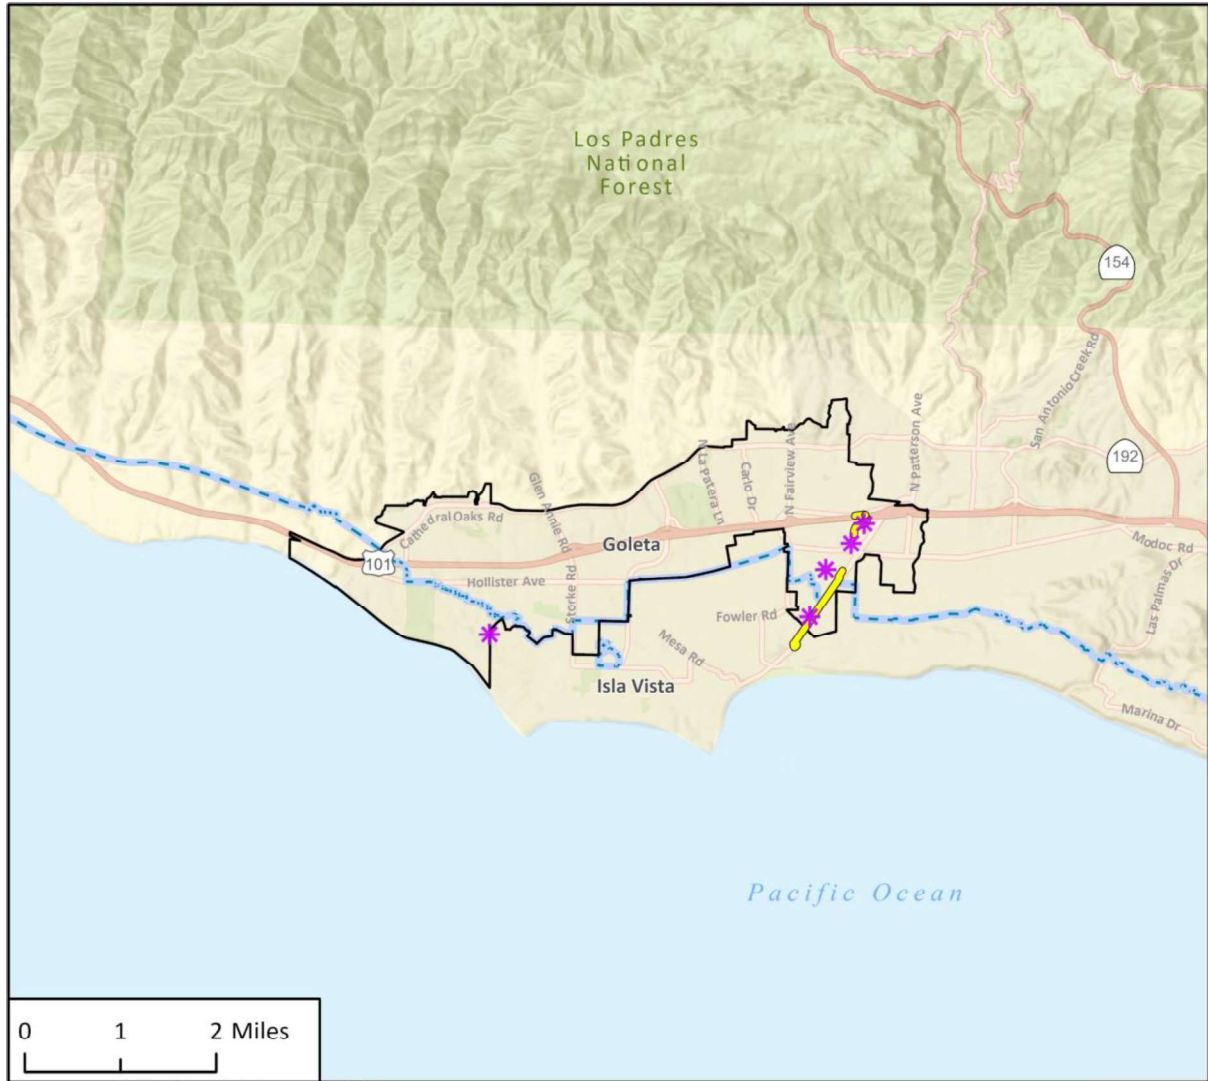 Los Padres
National
Forest
154
San Antonio Creek Rd
N Patterson Ave
192
N Fairview Ave
Carlo Dr
N La Patera Ln
Glen Annie Rd
Cathedral Oaks Rd
Goleta
Modoc Rd
101
Hollister Ave
Storke Rd
Las Palmas Dr
Fowler Rd
Mesa Rd
Isla Vista
Marina Dr
Pacific Ocean
0 1 2 Miles